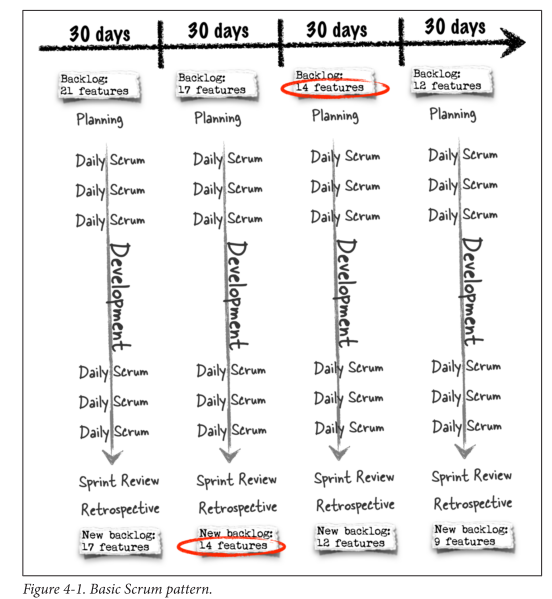 30 days
30 days
30 days
30 days
Backlog:
21 features
Backlog:
17 features
Backlog:
14 features
Backlog:
12 features
Planning
Planning
Planning
Planning
Daily Scrum
Daily Scrum
Daily Scrum
Daily Scrum
Daily Scrum
Daily Scrum
Daily Scrum
Daily Scrum
Daily Scrum
Daily Scrum
Daily Scrum
Daily Scrum
Development
Development
Development
Development
Daily Scrum
Daily Scrum
Daily Scrum
Daily Scrum
Daily Scrum
Daily Scrum
Daily Scrum
Daily Scrum
Daily Scrum
Daily Scrum
Daily Scrum
Daily Scrum
Sprint Review
Sprint Review
Sprint Review
Sprint Review
Retrospective
Retrospective
Retrospective
Retrospective
New backlog:
17 features
New backlog:
14 features
New backlog:
12 features
New backlog:
9 features
Figure 4-1. Basic Scrum pattern.